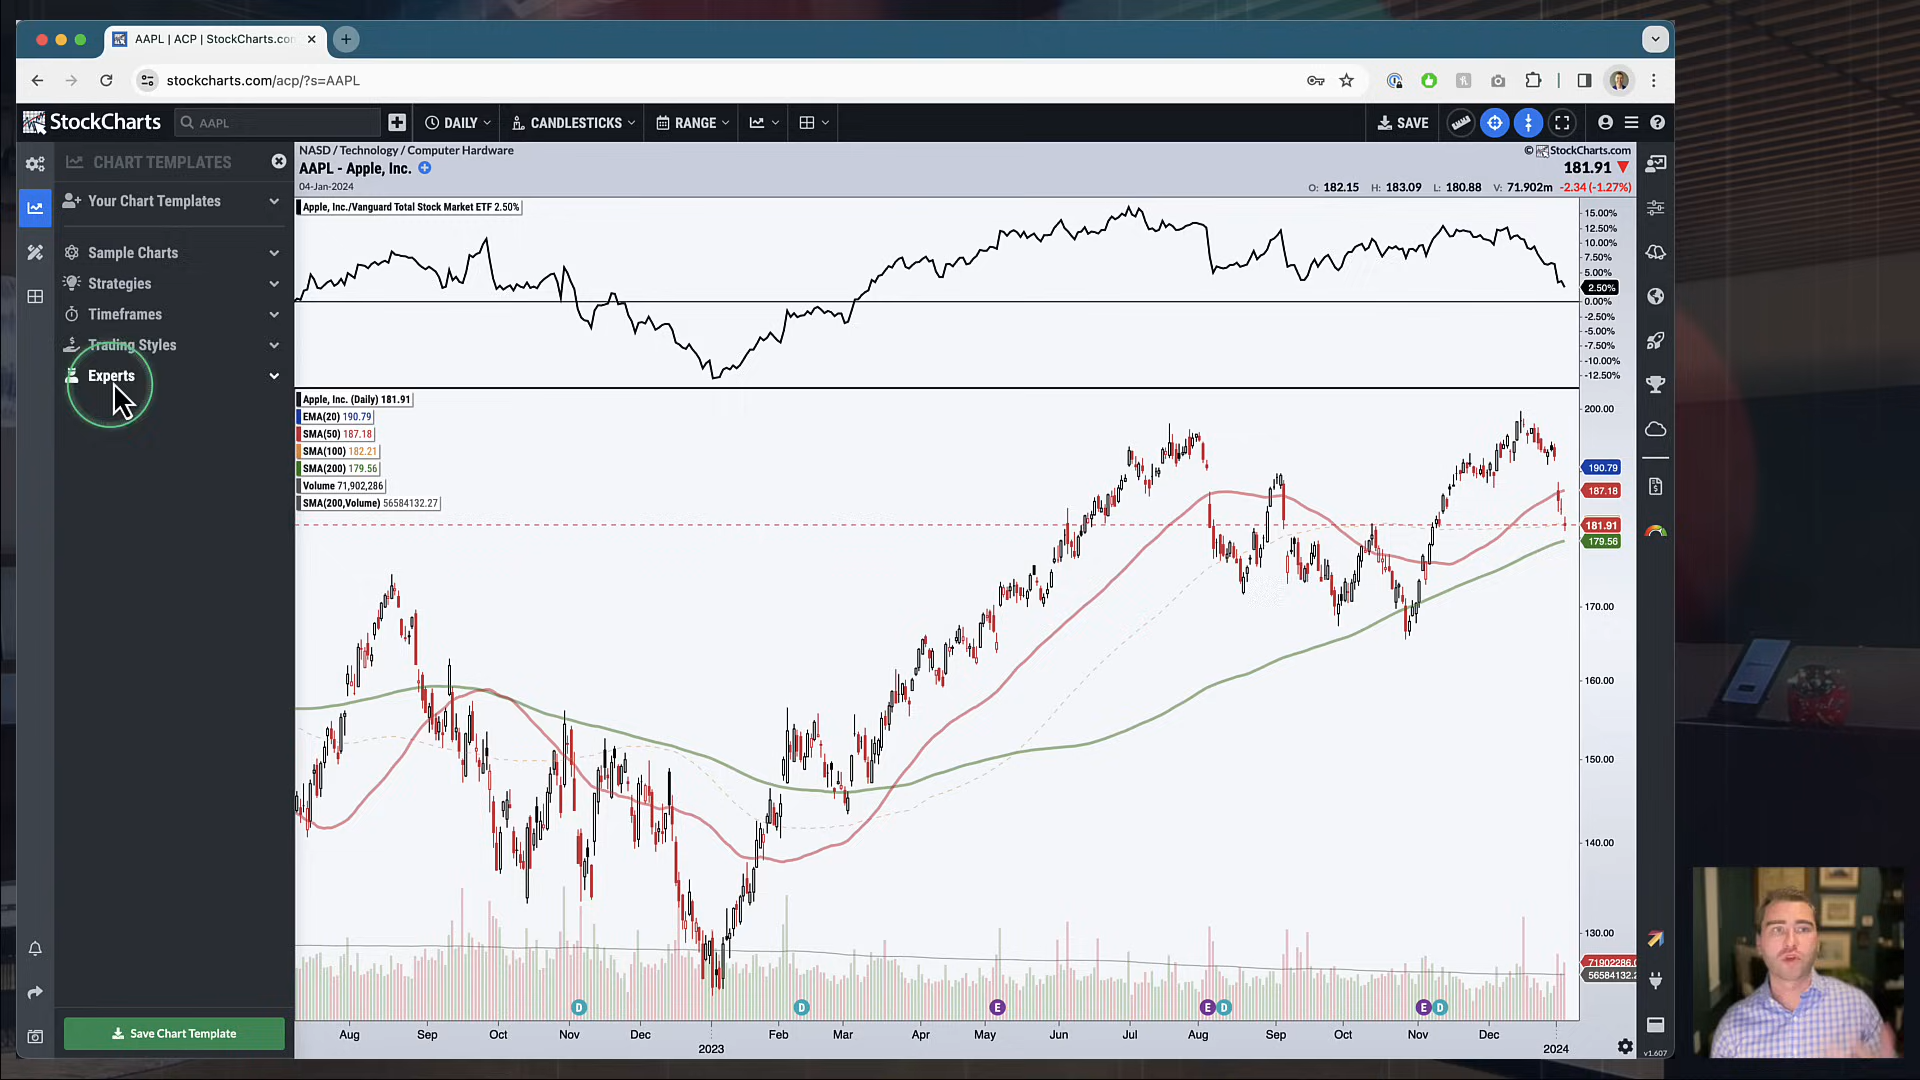 AAPL | ACP | StockCharts.co
stockcharts.com/acp/?s=AAPL
StockCharts
AAPL
DAILY
CANDLESTICKS
RANGE
SAVE
CHART TEMPLATES
Your Chart Templates
Sample Charts
Strategies
Timeframes
Trading Styles
Experts
Save Chart Template
NASD / Technology / Computer Hardware
© StockCharts.com
AAPL - Apple, Inc.
181.91
04-Jan-2024
O: 182.15 H: 183.09 L: 180.88 V: 71.902m -2.34 (-1.27%)
Apple, Inc./Vanguard Total Stock Market ETF 2.50%
15.00%
12.50%
10.00%
7.50%
5.00%
2.50%
0.00%
-2.50%
-5.00%
-7.50%
-10.00%
-12.50%
Apple, Inc. (Daily) 181.91
EMA(20) 190.79
SMA(50) 187.18
SMA(100) 182.21
SMA(200) 179.56
Volume 71,902,286
SMA(200,Volume) 56584132.27
200.00
190.79
187.18
181.91
179.56
170.00
160.00
150.00
140.00
130.00
71902286.0
56584132.2
D D E E D E D
Aug Sep Oct Nov Dec Feb Mar Apr May Jun Jul Aug Sep Oct Nov Dec
2023 2024
v1.607